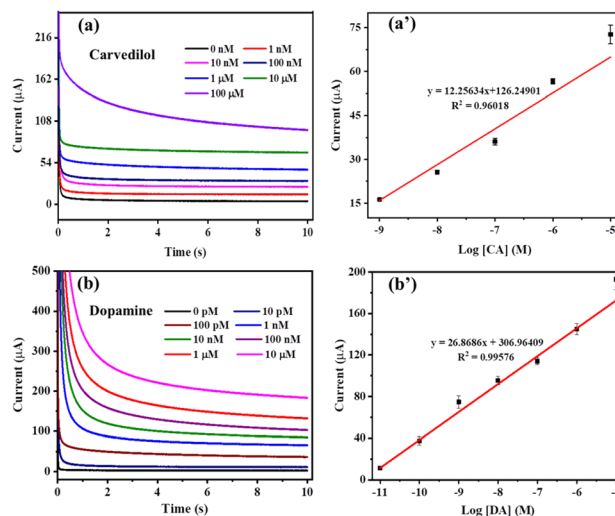 (a)
Carvedilol
0 nM
1 nM
10 nM
100 nM
1 μM
10 μM
100 μM
216
162
108
54
0
Current (μA)
0
2
4
6
8
10
Time (s)
(a')
y = 12.25634x+126.24901
R² = 0.96018
75
60
45
30
15
Current (μA)
-9
-8
-7
-6
-5
Log [CA] (M)
(b)
Dopamine
0 pM
10 pM
100 pM
1 nM
10 nM
100 nM
1 μM
10 μM
500
400
300
200
100
0
Current (μA)
0
2
4
6
8
10
Time (s)
(b')
y = 26.8686x + 306.96409
R² = 0.99576
200
160
120
80
40
0
Current (μA)
-11
-10
-9
-8
-7
-6
Log [DA] (M)